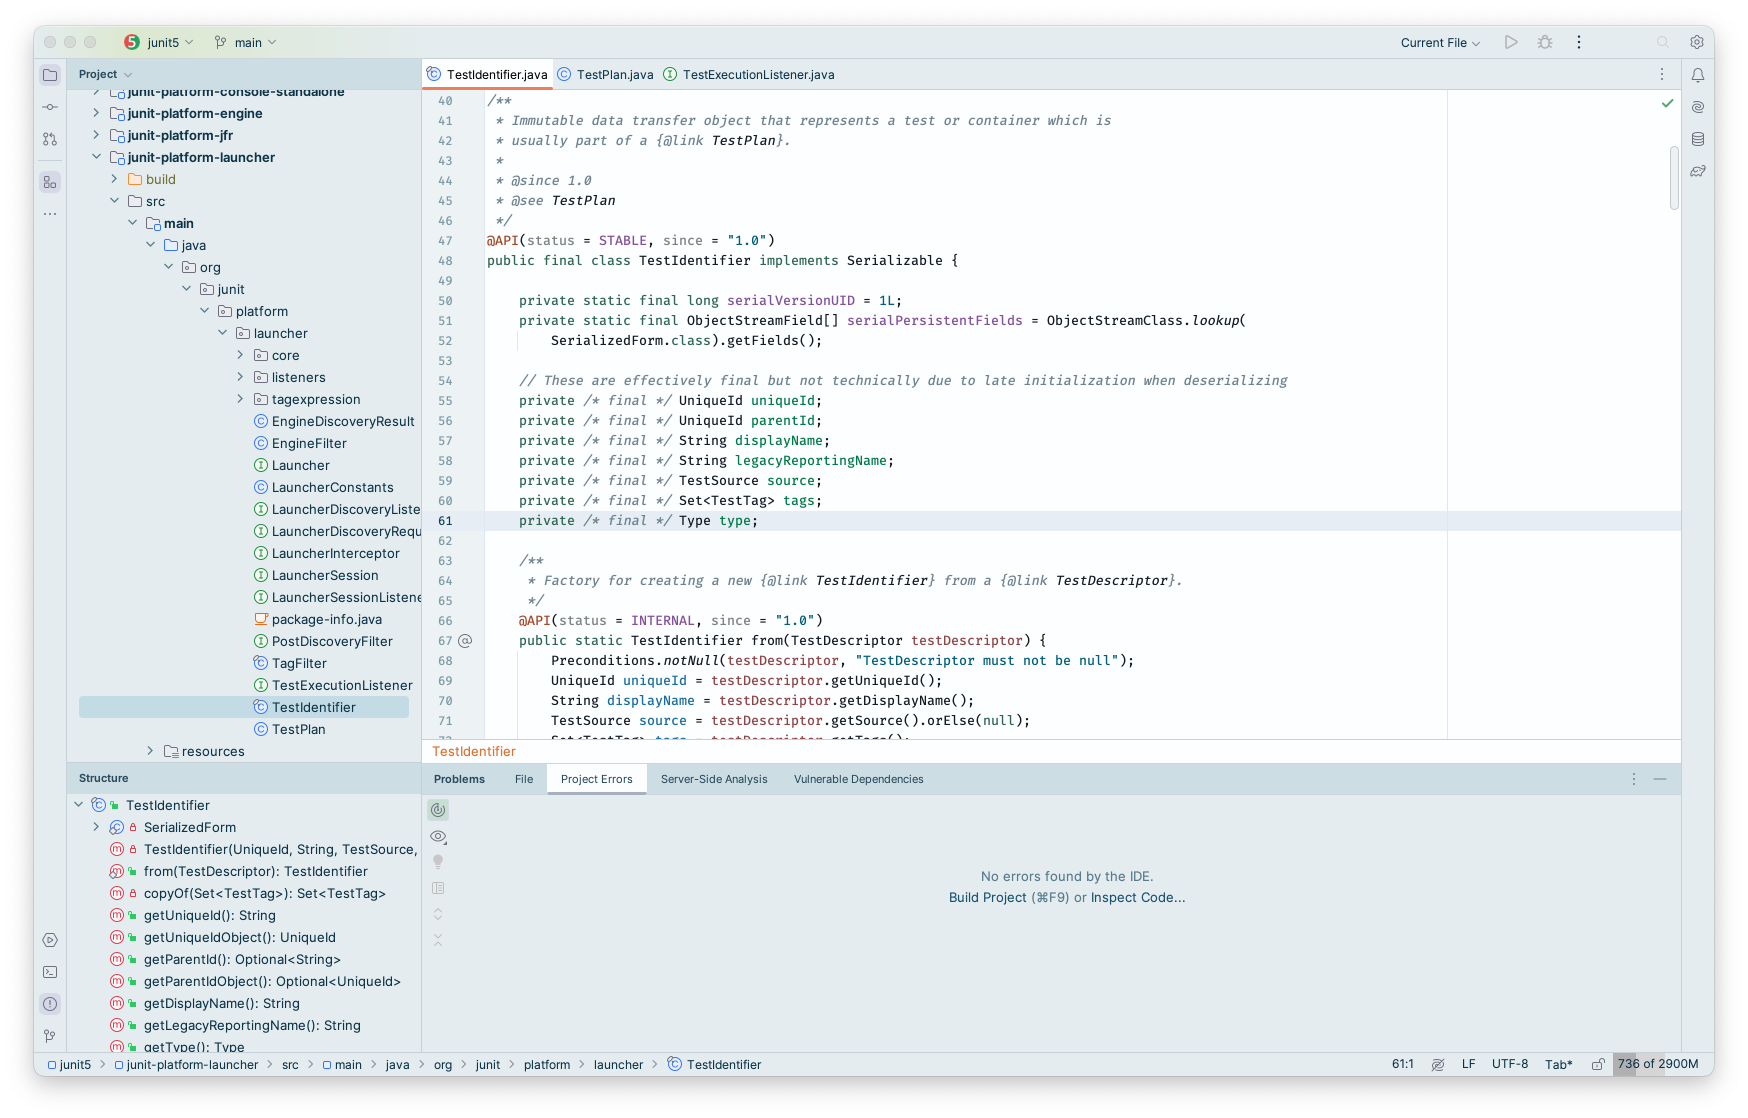 junit5
main
Current File
Project
TestIdentifier.java
TestPlan.java
TestExecutionListener.java
junit-platform-console-standalone
junit-platform-engine
junit-platform-jfr
junit-platform-launcher
build
src
main
java
org
junit
platform
launcher
core
listeners
tagexpression
EngineDiscoveryResult
EngineFilter
Launcher
LauncherConstants
LauncherDiscoveryListe
LauncherDiscoveryRequ
LauncherInterceptor
LauncherSession
LauncherSessionListene
package-info.java
PostDiscoveryFilter
TagFilter
TestExecutionListener
TestIdentifier
TestPlan
resources
40 /**
41 * Immutable data transfer object that represents a test or container which is
42 * usually part of a {@link TestPlan}.
43 *
44 * @since 1.0
45 * @see TestPlan
46 */
47 @API(status = STABLE, since = "1.0")
48 public final class TestIdentifier implements Serializable {
49
50 private static final long serialVersionUID = 1L;
51 private static final ObjectStreamField[] serialPersistentFields = ObjectStreamClass.lookup(
52 SerializedForm.class).getFields();
53
54 // These are effectively final but not technically due to late initialization when deserializing
55 private /* final */ UniqueId uniqueId;
56 private /* final */ UniqueId parentId;
57 private /* final */ String displayName;
58 private /* final */ String legacyReportingName;
59 private /* final */ TestSource source;
60 private /* final */ Set<TestTag> tags;
61 private /* final */ Type type;
62
63 /**
64 * Factory for creating a new {@link TestIdentifier} from a {@link TestDescriptor}.
65 */
66 @API(status = INTERNAL, since = "1.0")
67 public static TestIdentifier from(TestDescriptor testDescriptor) {
68 Preconditions.notNull(testDescriptor, "TestDescriptor must not be null");
69 UniqueId uniqueId = testDescriptor.getUniqueId();
70 String displayName = testDescriptor.getDisplayName();
71 TestSource source = testDescriptor.getSource().orElse(null);
72 Set<TestTag> tags = testDescriptor.getTags();
TestIdentifier
Structure
TestIdentifier
SerializedForm
TestIdentifier(UniqueId, String, TestSource,
from(TestDescriptor): TestIdentifier
copyOf(Set<TestTag>): Set<TestTag>
getUniqueId(): String
getUniqueIdObject(): UniqueId
getParentId(): Optional<String>
getParentIdObject(): Optional<UniqueId>
getDisplayName(): String
getLegacyReportingName(): String
getType(): Type
Problems
File
Project Errors
Server-Side Analysis
Vulnerable Dependencies
No errors found by the IDE.
Build Project (⌘F9) or Inspect Code...
junit5 > junit-platform-launcher > src > main > java > org > junit > platform > launcher > TestIdentifier
61:1
LF
UTF-8
Tab*
736 of 2900M